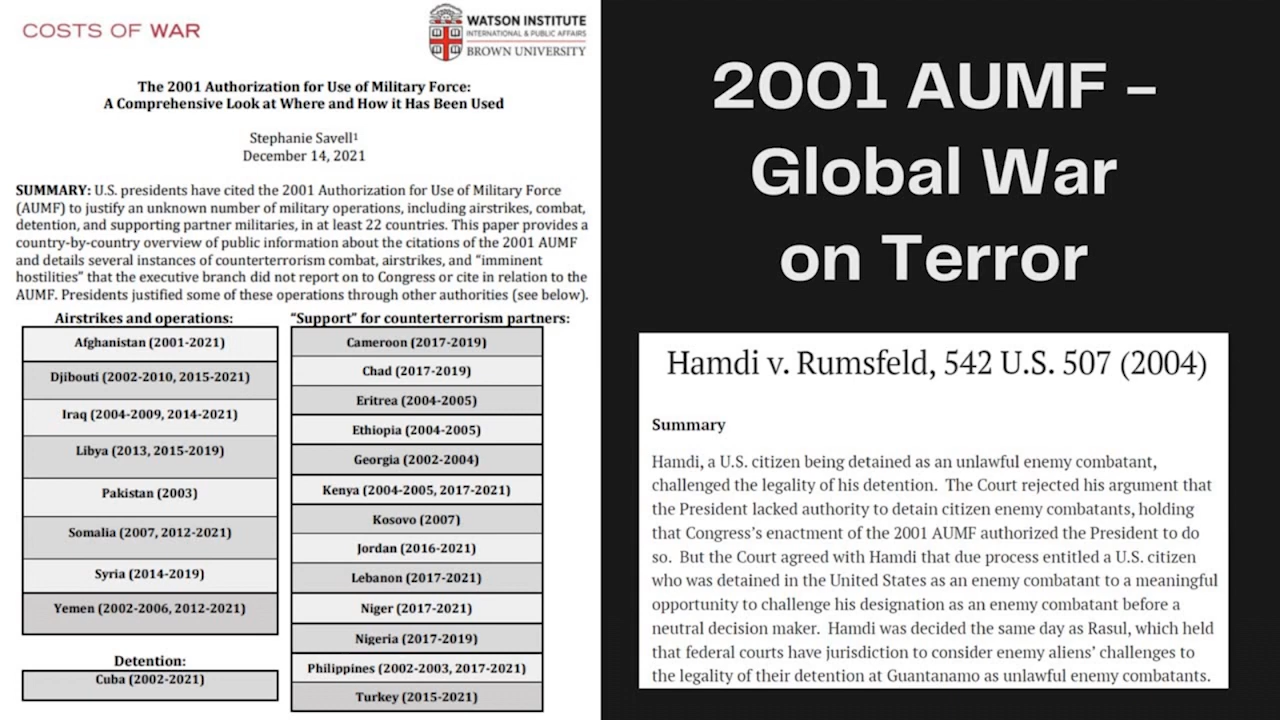 COSTS OF WAR
WATSON INSTITUTE
INTERNATIONAL & PUBLIC AFFAIRS
BROWN UNIVERSITY
The 2001 Authorization for Use of Military Force:
A Comprehensive Look at Where and How it Has Been Used
Stephanie Savell¹
December 14, 2021
SUMMARY: U.S. presidents have cited the 2001 Authorization for Use of Military Force
(AUMF) to justify an unknown number of military operations, including airstrikes, combat,
detention, and supporting partner militaries, in at least 22 countries. This paper provides a
country-by-country overview of public information about the citations of the 2001 AUMF
and details several instances of counterterrorism combat, airstrikes, and “imminent
hostilities” that the executive branch did not report on to Congress or cite in relation to the
AUMF. Presidents justified some of these operations through other authorities (see below).
Airstrikes and operations:
Afghanistan (2001-2021)
Djibouti (2002-2010, 2015-2021)
Iraq (2004-2009, 2014-2021)
Libya (2013, 2015-2019)
Pakistan (2003)
Somalia (2007, 2012-2021)
Syria (2014-2019)
Yemen (2002-2006, 2012-2021)
Detention:
Cuba (2002-2021)
“Support” for counterterrorism partners:
Cameroon (2017-2019)
Chad (2017-2019)
Eritrea (2004-2005)
Ethiopia (2004-2005)
Georgia (2002-2004)
Kenya (2004-2005, 2017-2021)
Kosovo (2007)
Jordan (2016-2021)
Lebanon (2017-2021)
Niger (2017-2021)
Nigeria (2017-2019)
Philippines (2002-2003, 2017-2021)
Turkey (2015-2021)
2001 AUMF –
Global War
on Terror
Hamdi v. Rumsfeld, 542 U.S. 507 (2004)
Summary
Hamdi, a U.S. citizen being detained as an unlawful enemy combatant,
challenged the legality of his detention. The Court rejected his argument that
the President lacked authority to detain citizen enemy combatants, holding
that Congress’s enactment of the 2001 AUMF authorized the President to do
so. But the Court agreed with Hamdi that due process entitled a U.S. citizen
who was detained in the United States as an enemy combatant to a meaningful
opportunity to challenge his designation as an enemy combatant before a
neutral decision maker. Hamdi was decided the same day as Rasul, which held
that federal courts have jurisdiction to consider enemy aliens’ challenges to
the legality of their detention at Guantanamo as unlawful enemy combatants.